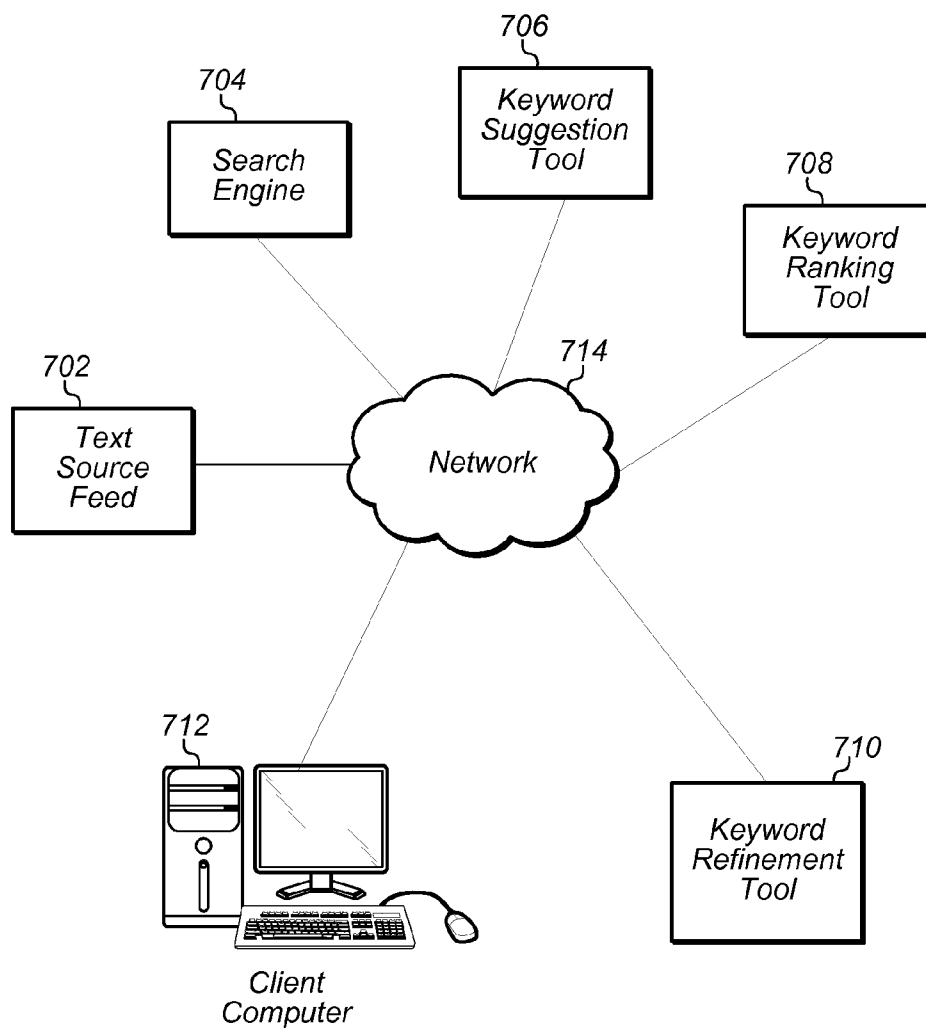 706
Keyword
Suggestion
Tool
704
Search
Engine
708
Keyword
Ranking
Tool
714
Network
702
Text
Source
Feed
712
Client
Computer
710
Keyword
Refinement
Tool